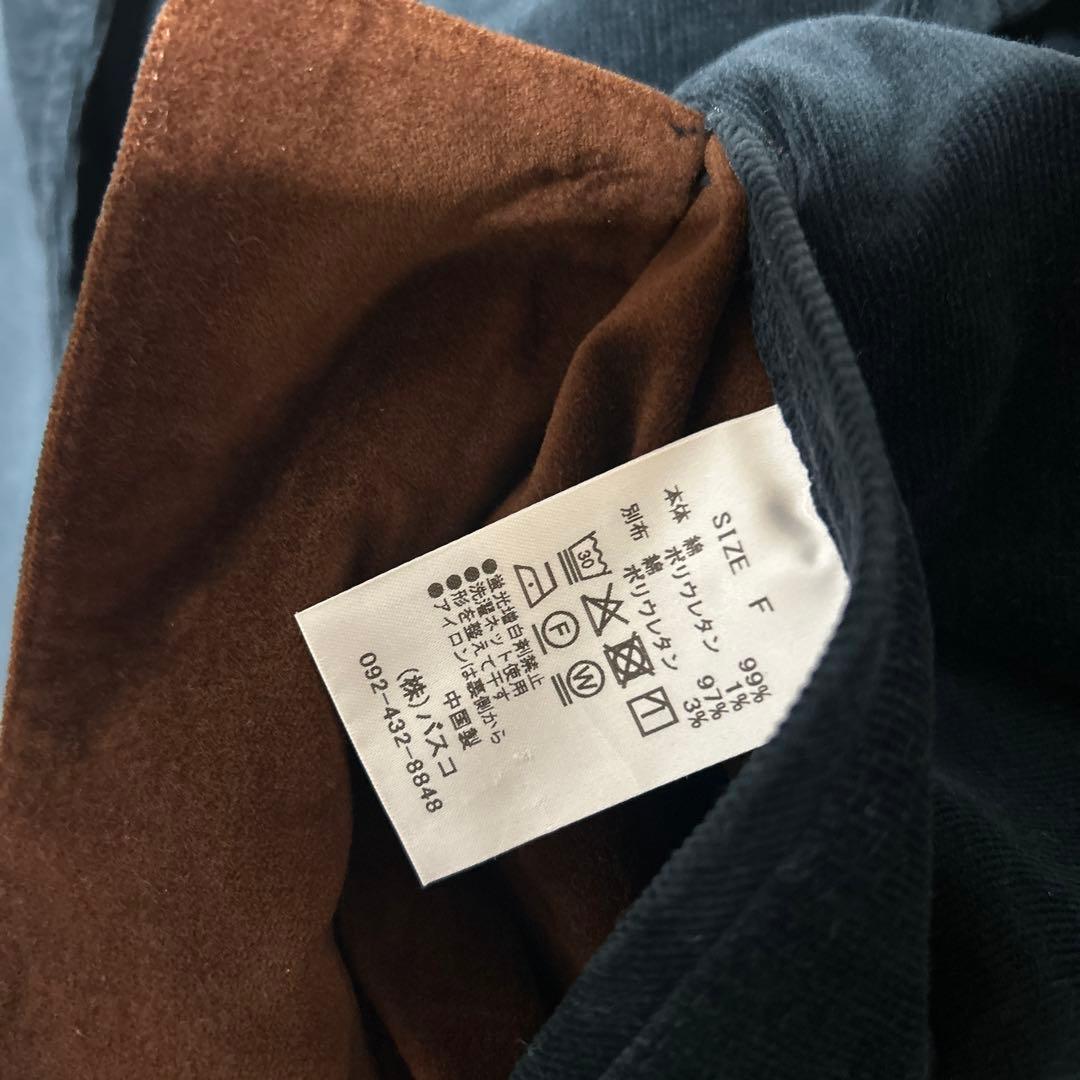 SIZE F
本体 綿 99%
ポリウレタン 1%
別布 綿 97%
ポリウレタン 3%
30
F W
●蛍光増白剤禁止
●洗濯ネット使用
●形を整えて干す
●アイロンは裏側から
中国製
(株)パスコ
092-432-8848